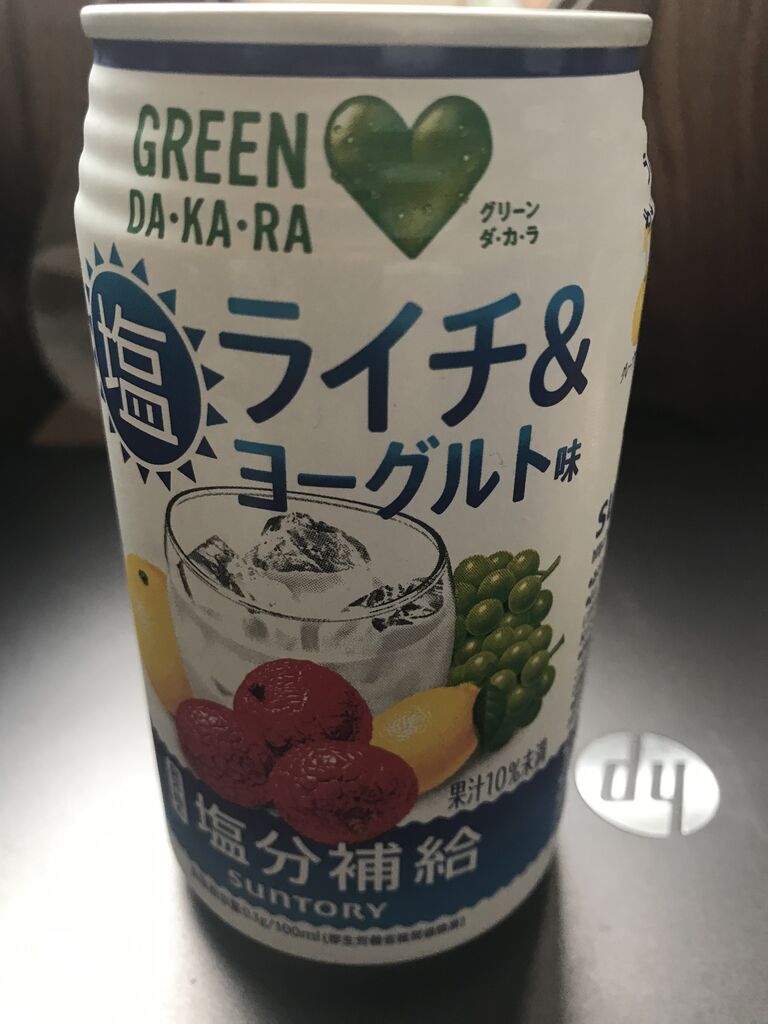 GREEN
DA・KA・RA
グリーン
ダ・カ・ラ
塩
ライチ&
ヨーグルト味
果汁10%未満
塩分補給
SUNTORY
hp